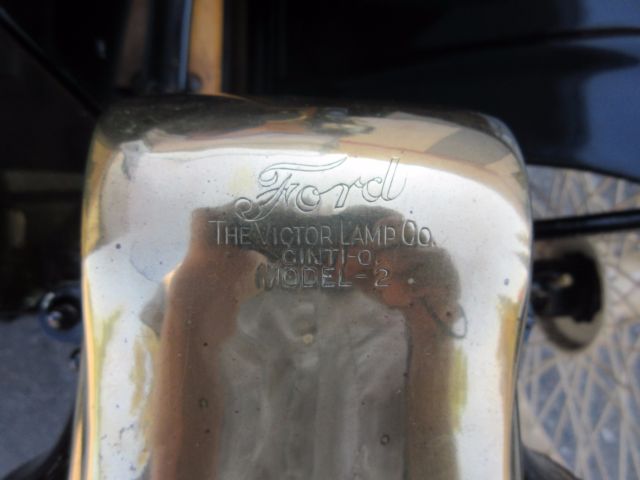 Ford
THE VICTOR LAMP CO.
CINTI-O.
MODEL-2